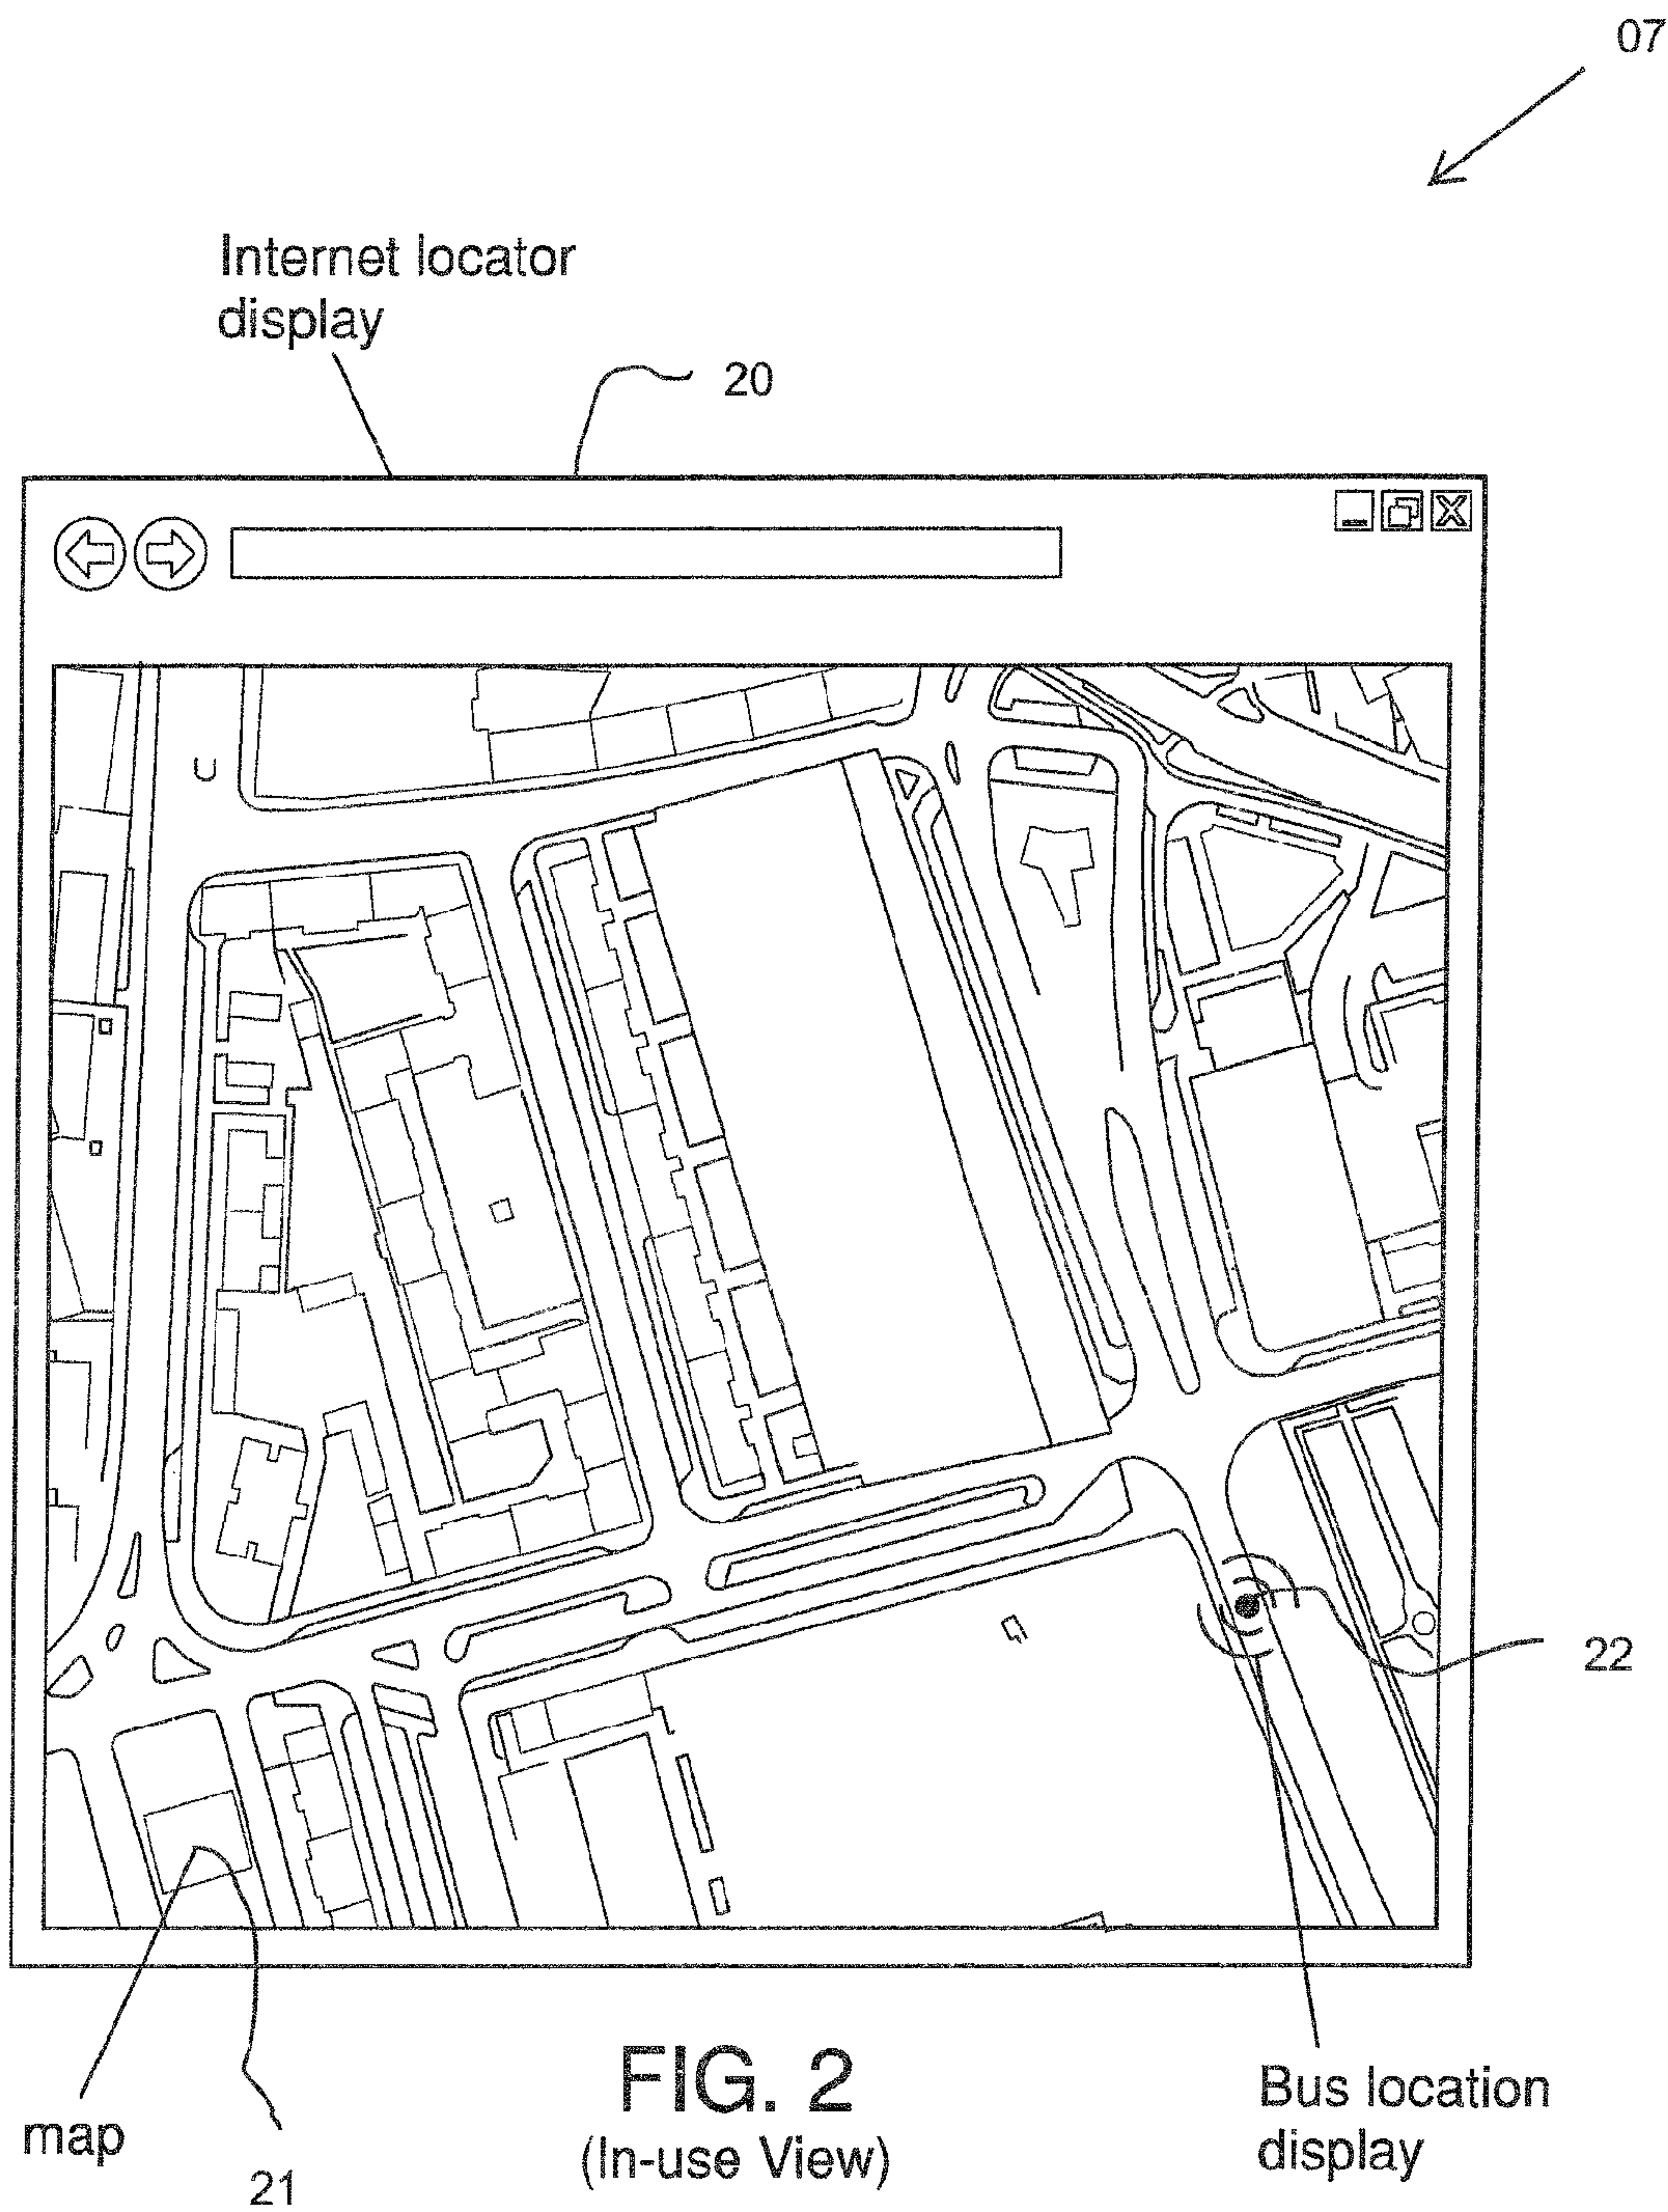 07
Internet locator
display
20
22
map
21
FIG. 2
(In-use View)
Bus location
display